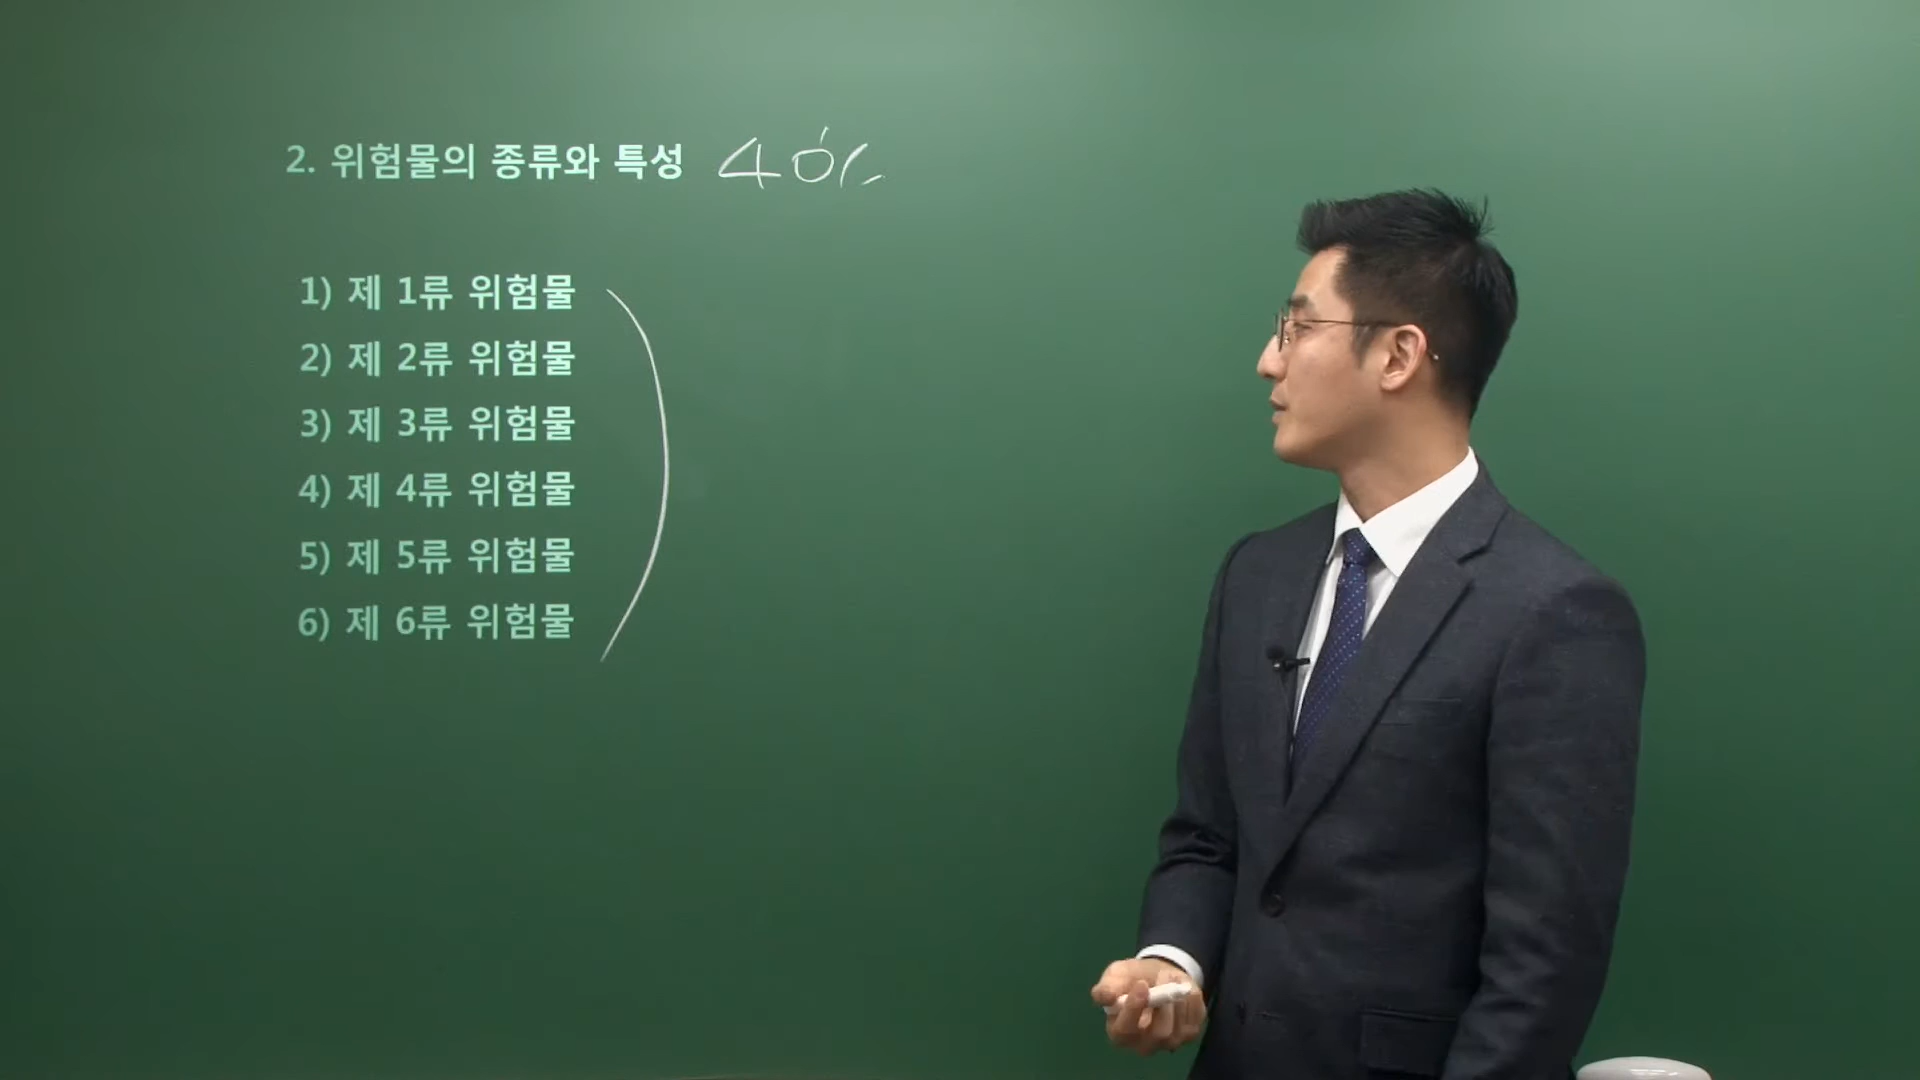 2. 위험물의 종류와 특성 40%
1) 제 1류 위험물
2) 제 2류 위험물
3) 제 3류 위험물
4) 제 4류 위험물
5) 제 5류 위험물
6) 제 6류 위험물